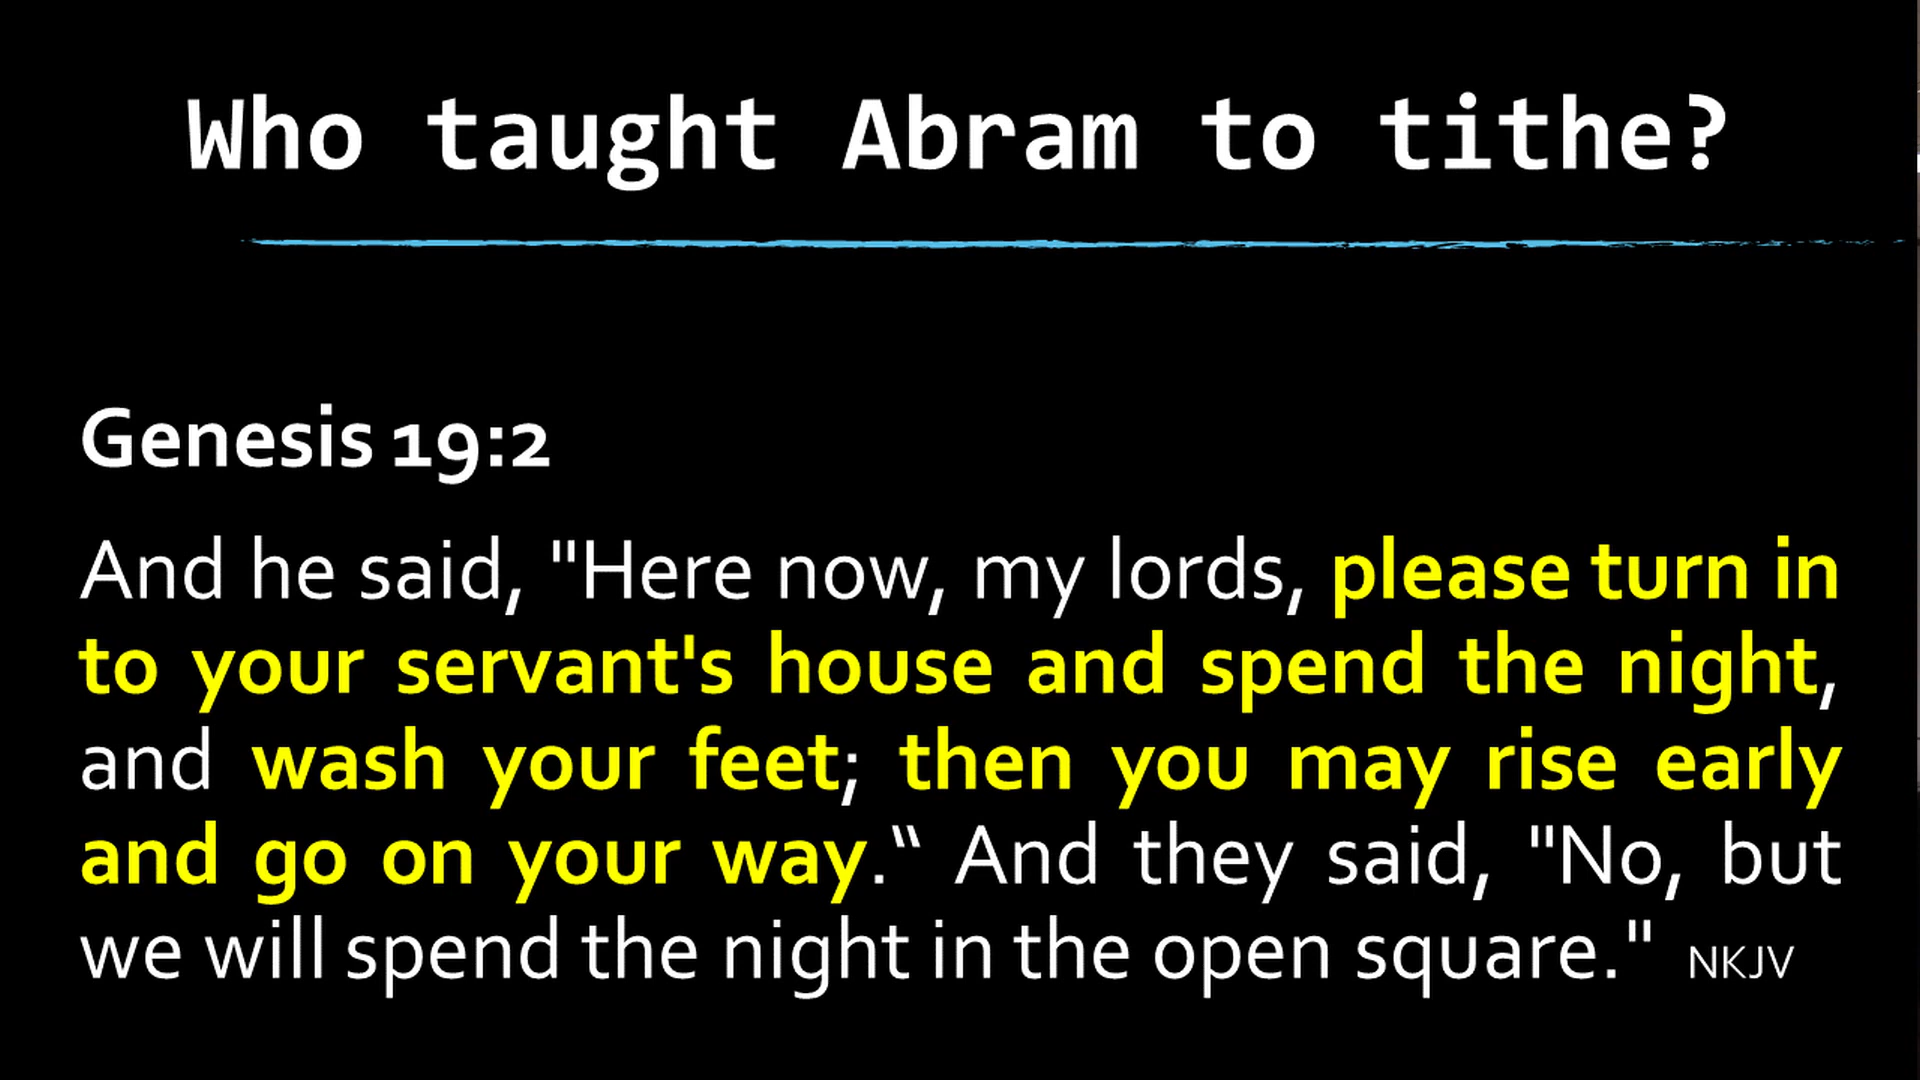 Who taught Abram to tithe?
Genesis 19:2
And he said, "Here now, my lords, please turn in
to your servant's house and spend the night,
and wash your feet; then you may rise early
and go on your way.“ And they said, "No, but
we will spend the night in the open square." NKJV